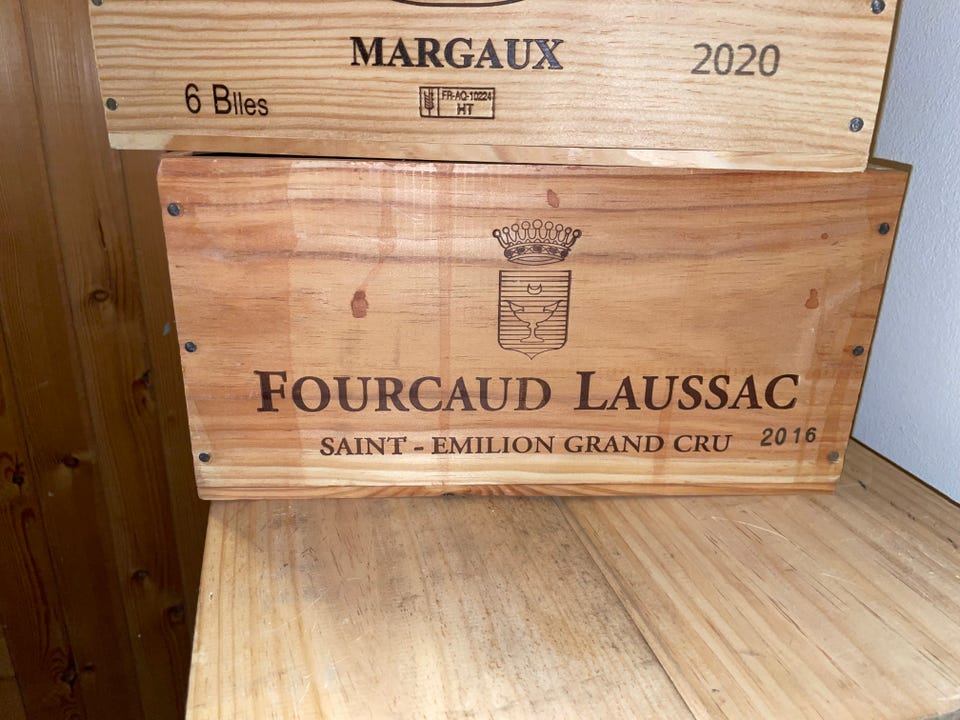 MARGAUX 2020
6 Blles
FR-AQ-10224
HT
FOURCAUD LAUSSAC
SAINT - EMILION GRAND CRU 2016